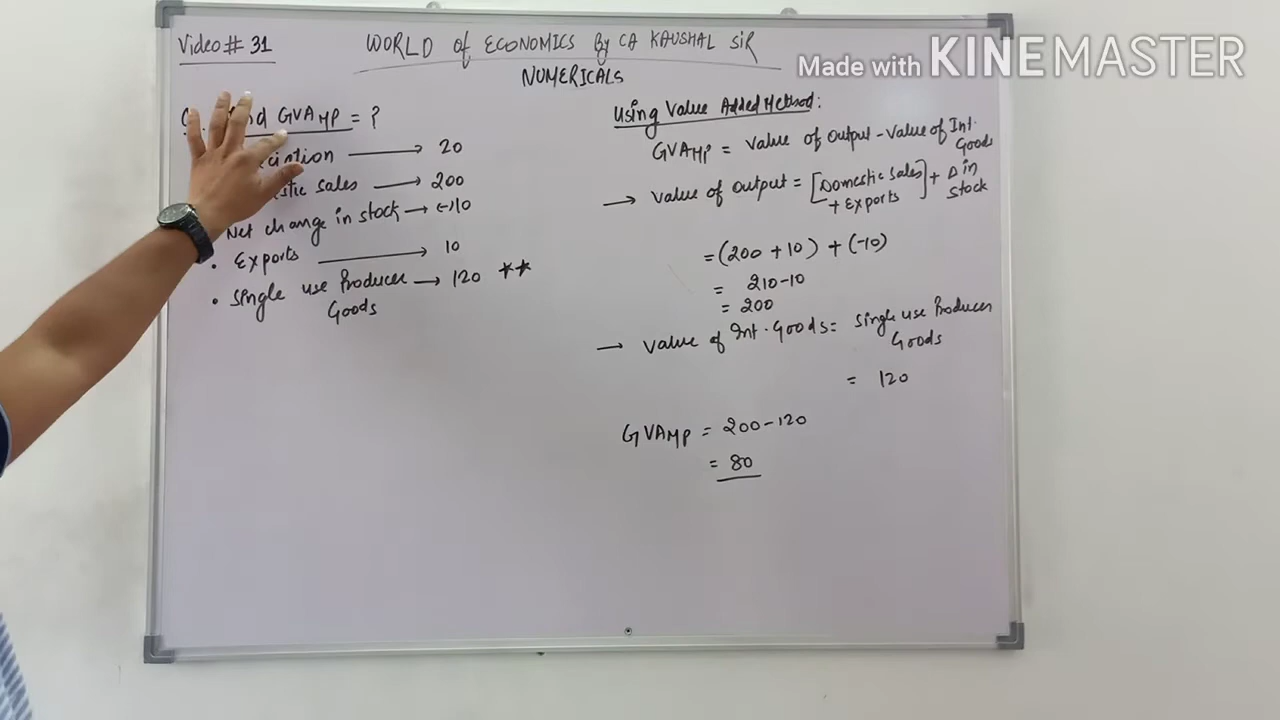 Video# 31
WORLD of ECONOMICS By CA KAUSHAL SIR
NUMERICALS
Made with KINEMASTER
GVAMP = ?
20
Sales → 200
Net change in stock → (-)10
• Exports → 10
• Single use Producer → 120 **
Goods
Using Value Added Method:
GVAMP = Value of Output - Value of Int.
Goods
→ Value of Output = [Domestic Sales
+ Exports] + Δ in
Stock
= (200 + 10) + (-10)
= 210-10
= 200
→ Value of Int. Goods = Single use Producer
Goods
= 120
GVAMP = 200-120
= 80